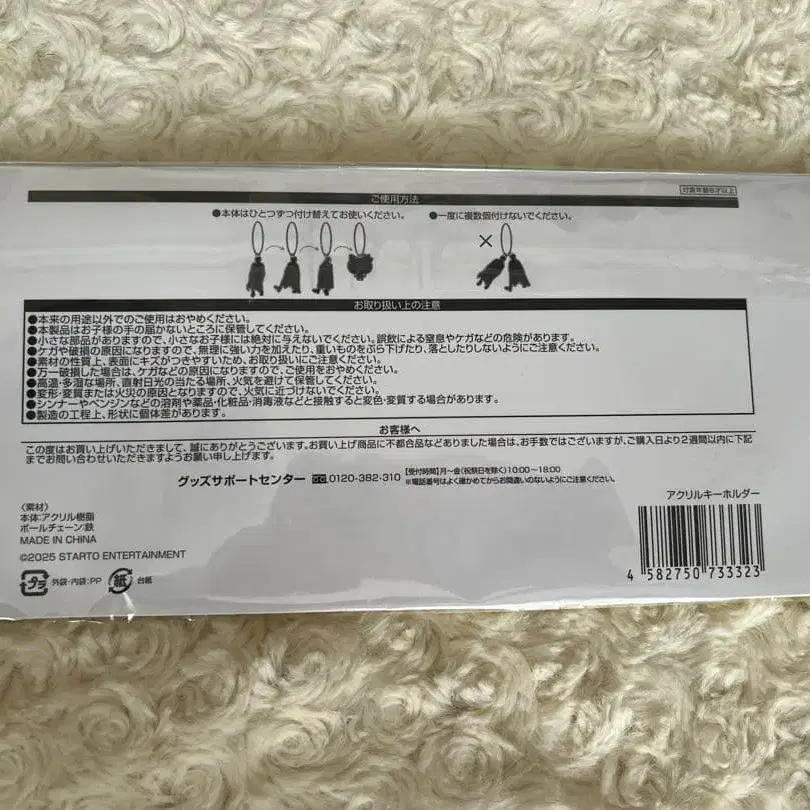 ご使用方法
対象年齢6才以上
●本体はひとつずつ付け替えてお使いください。
●一度に複数個付けないでください。
×
お取り扱い上の注意
●本来の用途以外でのご使用はおやめください。
●本製品はお子様の手の届かないところに保管してください。
●小さな部品がありますので、小さなお子様には絶対に与えないでください。誤飲による窒息やケガなどの危険があります。
●ケガや破損の原因になりますので、無理に強い力を加えたり、重いものをぶら下げたり、落としたりしないようにご注意ください。
●素材の性質上、表面にキズがつきやすいため、お取り扱いにご注意ください。
●万一破損した場合は、ケガなどの原因になりますので、ご使用をおやめください。
●高温・多湿な場所、直射日光の当たる場所、火気を避けて保管してください。
●変形・変質または火災の原因となりますので、火気に近づけないでください。
●シンナーやベンジンなどの溶剤や薬品・化粧品・消毒液などと接触すると変色・変質する場合があります。
●製造の工程上、形状に個体差があります。
お客様へ
この度はお買い上げいただきまして、誠にありがとうございます。お買い上げ商品に不都合品などありました場合は、お手数ではございますが、ご購入日より2週間以内に下記
までお問い合わせいただきますようお願い申し上げます。
グッズサポートセンター 0120-382-310 【受付時間】月〜金(祝祭日を除く)10:00〜18:00
※電話番号はよく確かめてからお間違いのないようにご注意ください。
〈素材〉
本体:アクリル樹脂
ボールチェーン:鉄
MADE IN CHINA
©2025 STARTO ENTERTAINMENT
プラ 外袋・内袋:PP 紙 台紙
アクリルキーホルダー
4 582750 733323